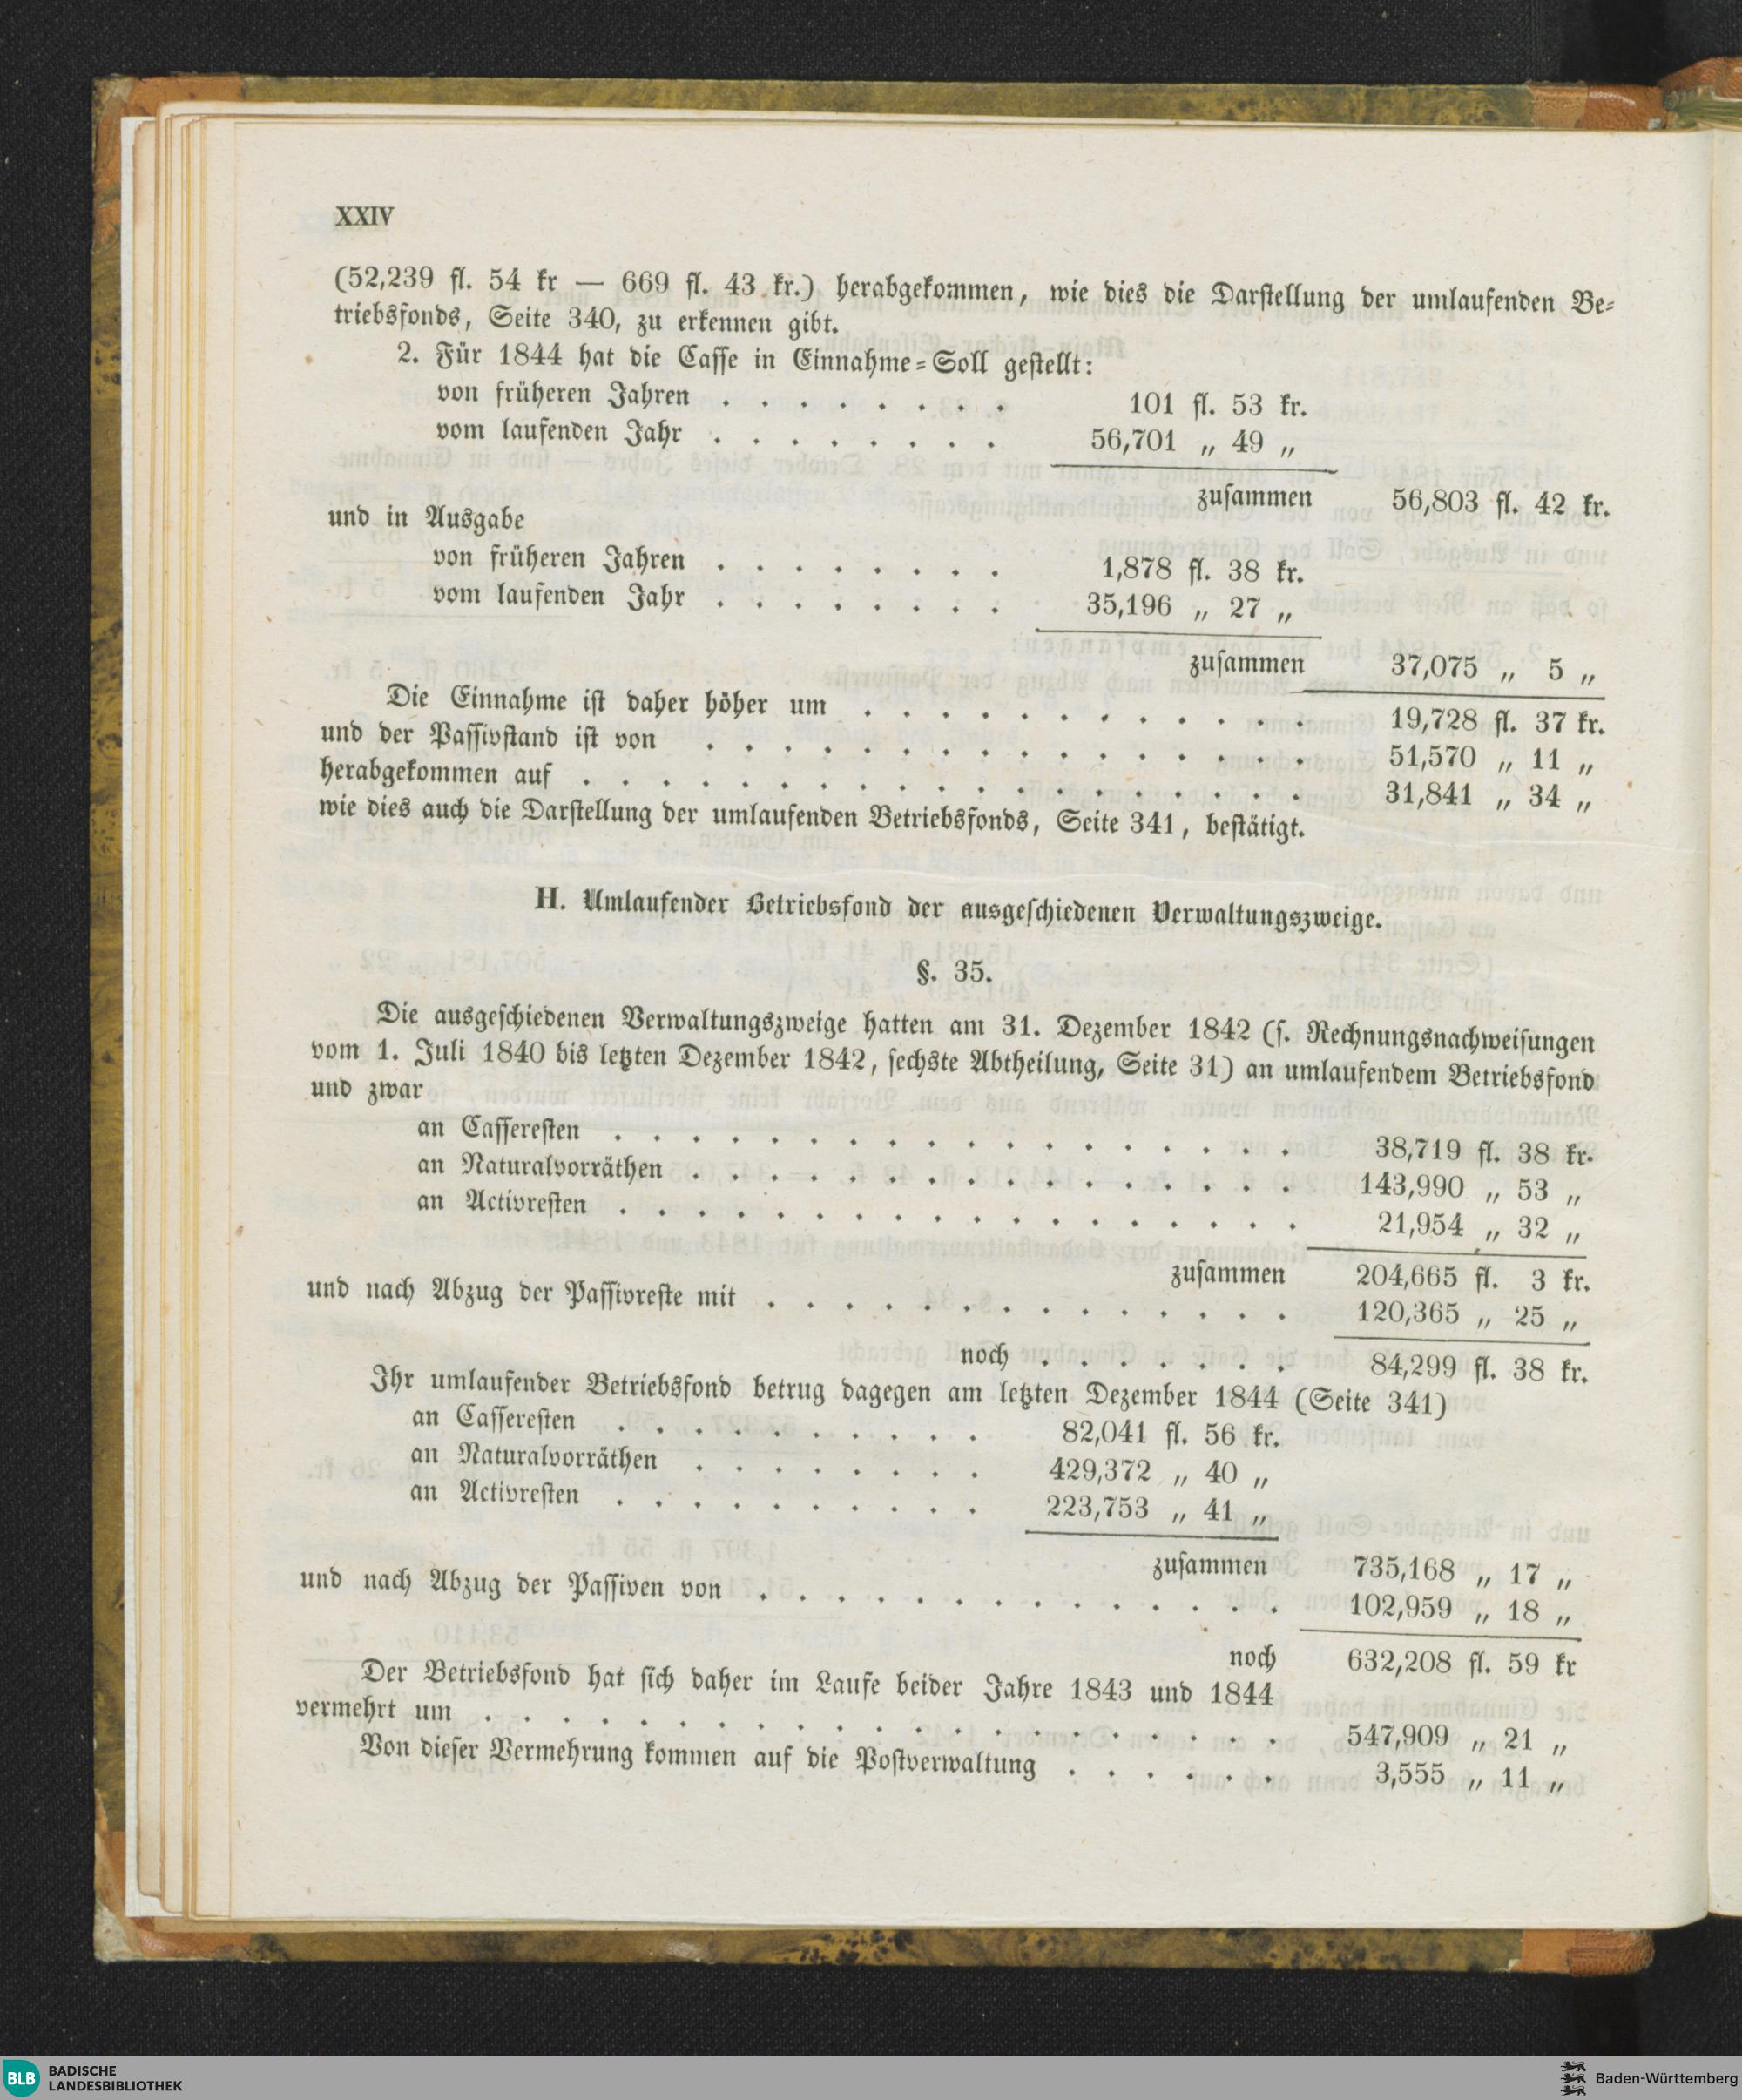 XXIV
(52,239 fl. 54 kr — 669 fl. 43 kr.) herabgekommen, wie dies die Darstellung der umlaufenden Be-
triebsfonds, Seite 340, zu erkennen gibt.
2. Für 1844 hat die Casse in Einnahme-Soll gestellt:
von früheren Jahren . . . . . . . . 101 fl. 53 kr.
vom laufenden Jahr . . . . . . . . 56,701 „ 49 „
zusammen 56,803 fl. 42 kr.
und in Ausgabe
von früheren Jahren . . . . . . . . 1,878 fl. 38 kr.
vom laufenden Jahr . . . . . . . . 35,196 „ 27 „
zusammen 37,075 „ 5 „
Die Einnahme ist daher höher um . . . . . . . . . . . . 19,728 fl. 37 kr.
und der Passivstand ist von . . . . . . . . . . . . . . . . 51,570 „ 11 „
herabgekommen auf . . . . . . . . . . . . . . . . . . . 31,841 „ 34 „
wie dies auch die Darstellung der umlaufenden Betriebsfonds, Seite 341, bestätigt.
H. Umlaufender Betriebsfond der ausgeschiedenen Verwaltungszweige.
§. 35.
Die ausgeschiedenen Verwaltungszweige hatten am 31. Dezember 1842 (s. Rechnungsnachweisungen
vom 1. Juli 1840 bis letzten Dezember 1842, sechste Abtheilung, Seite 31) an umlaufendem Betriebsfond
und zwar
an Casseresten . . . . . . . . . . . . . . . . . . 38,719 fl. 38 kr.
an Naturalvorräthen . . . . . . . . . . . . . . . . 143,990 „ 53 „
an Activresten . . . . . . . . . . . . . . . . . . 21,954 „ 32 „
zusammen 204,665 fl. 3 kr.
und nach Abzug der Passivreste mit . . . . . . . . . . . . . . 120,365 „ 25 „
noch . . . . . . . 84,299 fl. 38 kr.
Ihr umlaufender Betriebsfond betrug dagegen am letzten Dezember 1844 (Seite 341)
an Casseresten . . . . . . . . . . 82,041 fl. 56 kr.
an Naturalvorräthen . . . . . . . . 429,372 „ 40 „
an Activresten . . . . . . . . . . 223,753 „ 41 „
zusammen 735,168 „ 17 „
und nach Abzug der Passiven von . . . . . . . . . . . . . . 102,959 „ 18 „
noch 632,208 fl. 59 kr
Der Betriebsfond hat sich daher im Laufe beider Jahre 1843 und 1844
vermehrt um . . . . . . . . . . . . . . . . . . . . . 547,909 „ 21 „
Von dieser Vermehrung kommen auf die Postverwaltung . . . . . . 3,555 „ 11 „
BLB BADISCHE
LANDESBIBLIOTHEK
Baden-Württemberg